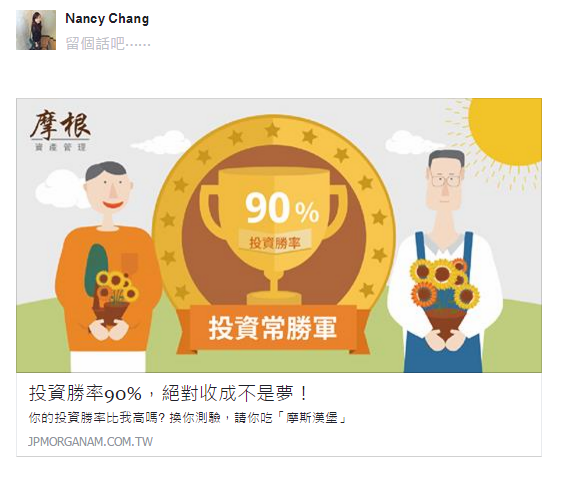 Nancy Chang
留個話吧⋯⋯
摩根
資產管理
90%
投資勝率
投資常勝軍
投資勝率90%，絕對收成不是夢！
你的投資勝率比我高嗎? 換你測驗，請你吃「摩斯漢堡」
JPMORGANAM.COM.TW